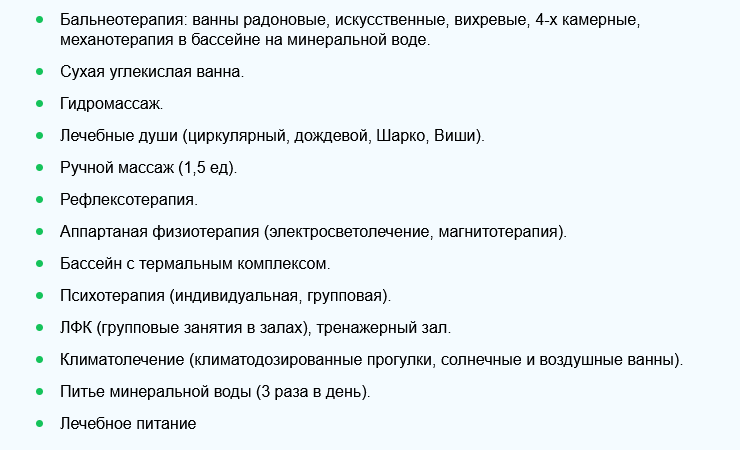 Бальнеотерапия: ванны радоновые, искусственные, вихревые, 4-х камерные,
механотерапия в бассейне на минеральной воде.
Сухая углекислая ванна.
Гидромассаж.
Лечебные души (циркулярный, дождевой, Шарко, Виши).
Ручной массаж (1,5 ед).
Рефлексотерапия.
Аппартаная физиотерапия (электросветолечение, магнитотерапия).
Бассейн с термальным комплексом.
Психотерапия (индивидуальная, групповая).
ЛФК (групповые занятия в залах), тренажерный зал.
Климатолечение (климатодозированные прогулки, солнечные и воздушные ванны).
Питье минеральной воды (3 раза в день).
Лечебное питание